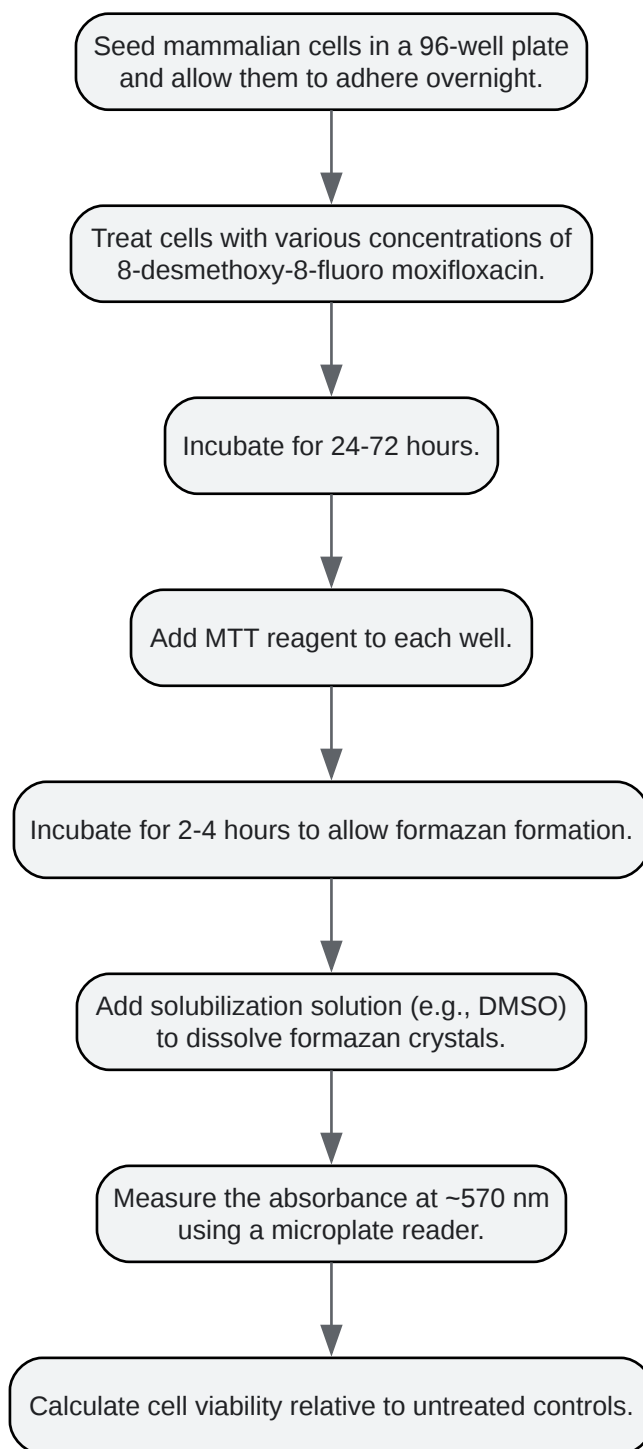 Seed mammalian cells in a 96-well plate
and allow them to adhere overnight.
Treat cells with various concentrations of
8-desmethoxy-8-fluoro moxifloxacin.
Incubate for 24-72 hours.
Add MTT reagent to each well.
Incubate for 2-4 hours to allow formazan formation.
Add solubilization solution (e.g., DMSO)
to dissolve formazan crystals.
Measure the absorbance at ~570 nm
using a microplate reader.
Calculate cell viability relative to untreated controls.